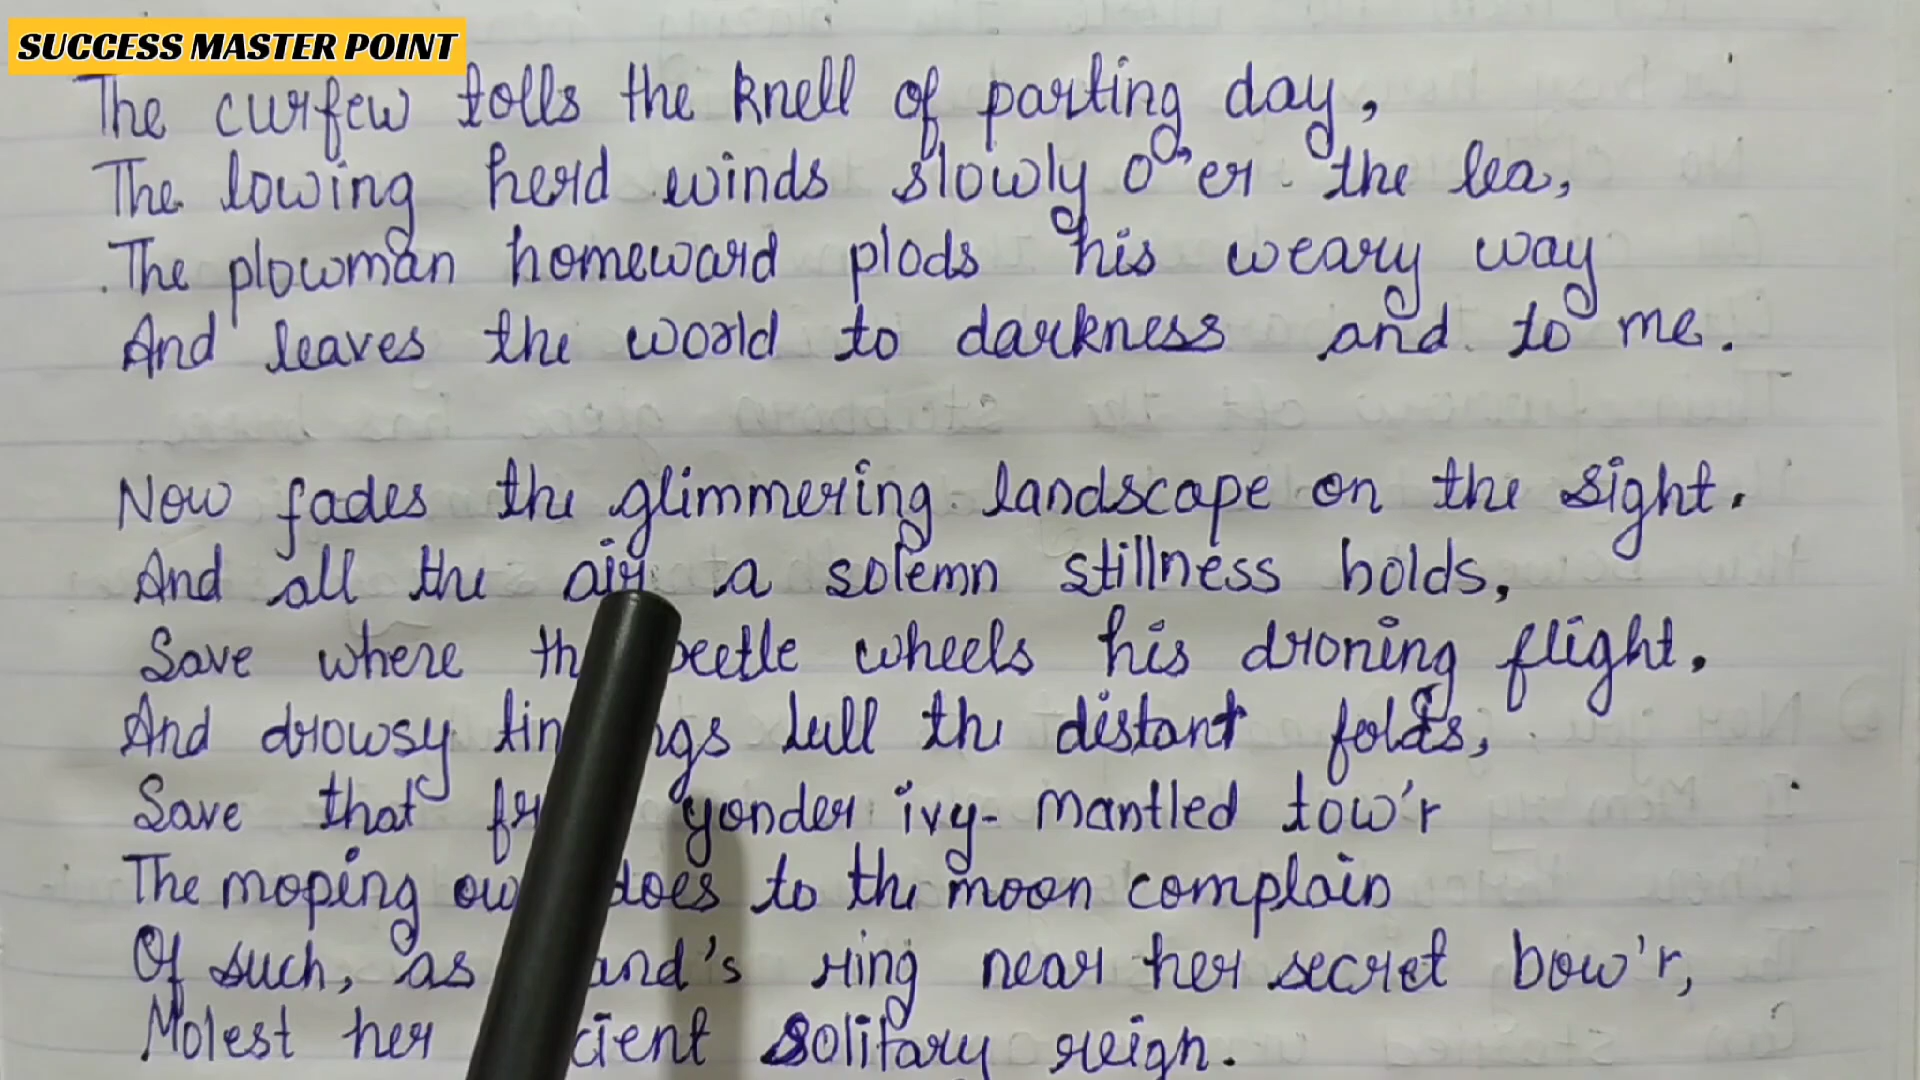 SUCCESS MASTER POINT
The curfew tolls the knell of parting day,
The lowing herd winds slowly o'er the lea,
The plowman homeward plods his weary way
And leaves the world to darkness and to me.
Now fades the glimmering landscape on the sight.
And all the air a solemn stillness holds,
Save where beetle wheels his droning flight.
And drowsy lull the distant folds,
Save that yonder ivy- mantled tow'r
The moping does to the moon complain
Of such, as ring near her secret bow'r,
Molest her solitary reign.